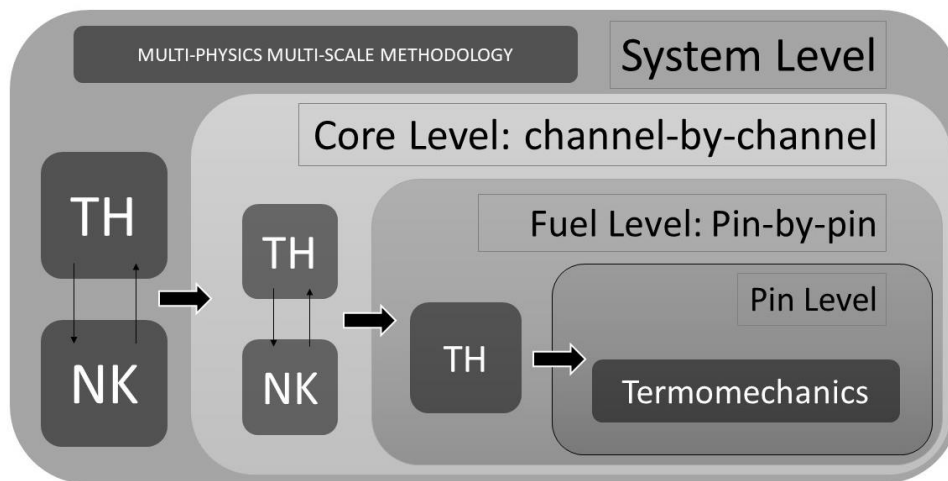 MULTI-PHYSICS MULTI-SCALE METHODOLOGY
System Level
Core Level: channel-by-channel
Fuel Level: Pin-by-pin
Pin Level
TH
NK
TH
NK
TH
Termomechanics